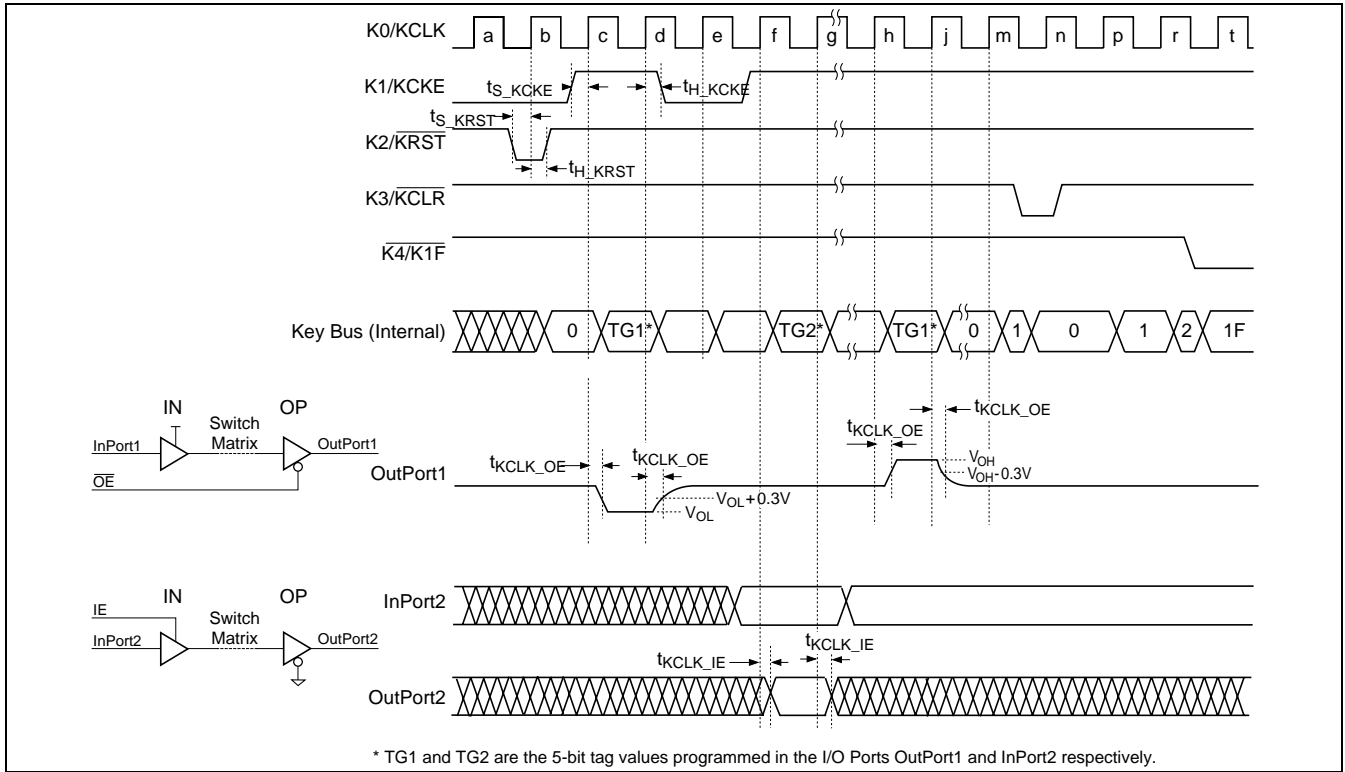 K0/KCLK a b c d e f g h j m n p r t
K1/KCKE tS_KCKE tH_KCKE
tS_KRST
K2/KRST
tH_KRST
K3/KCLR
K4/K1F
Key Bus (Internal) 0 TG1* TG2* TG1* 0 1 0 1 2 1F
IN OP
Switch
Matrix
InPort1 OutPort1
OE
OutPort1
tKCLK_OE tKCLK_OE tKCLK_OE tKCLK_OE
VOH
VOH-0.3V
VOL+0.3V
VOL
IN OP
IE
Switch
Matrix
InPort2 OutPort2
InPort2
tKCLK_IE tKCLK_IE
OutPort2
* TG1 and TG2 are the 5-bit tag values programmed in the I/O Ports OutPort1 and InPort2 respectively.